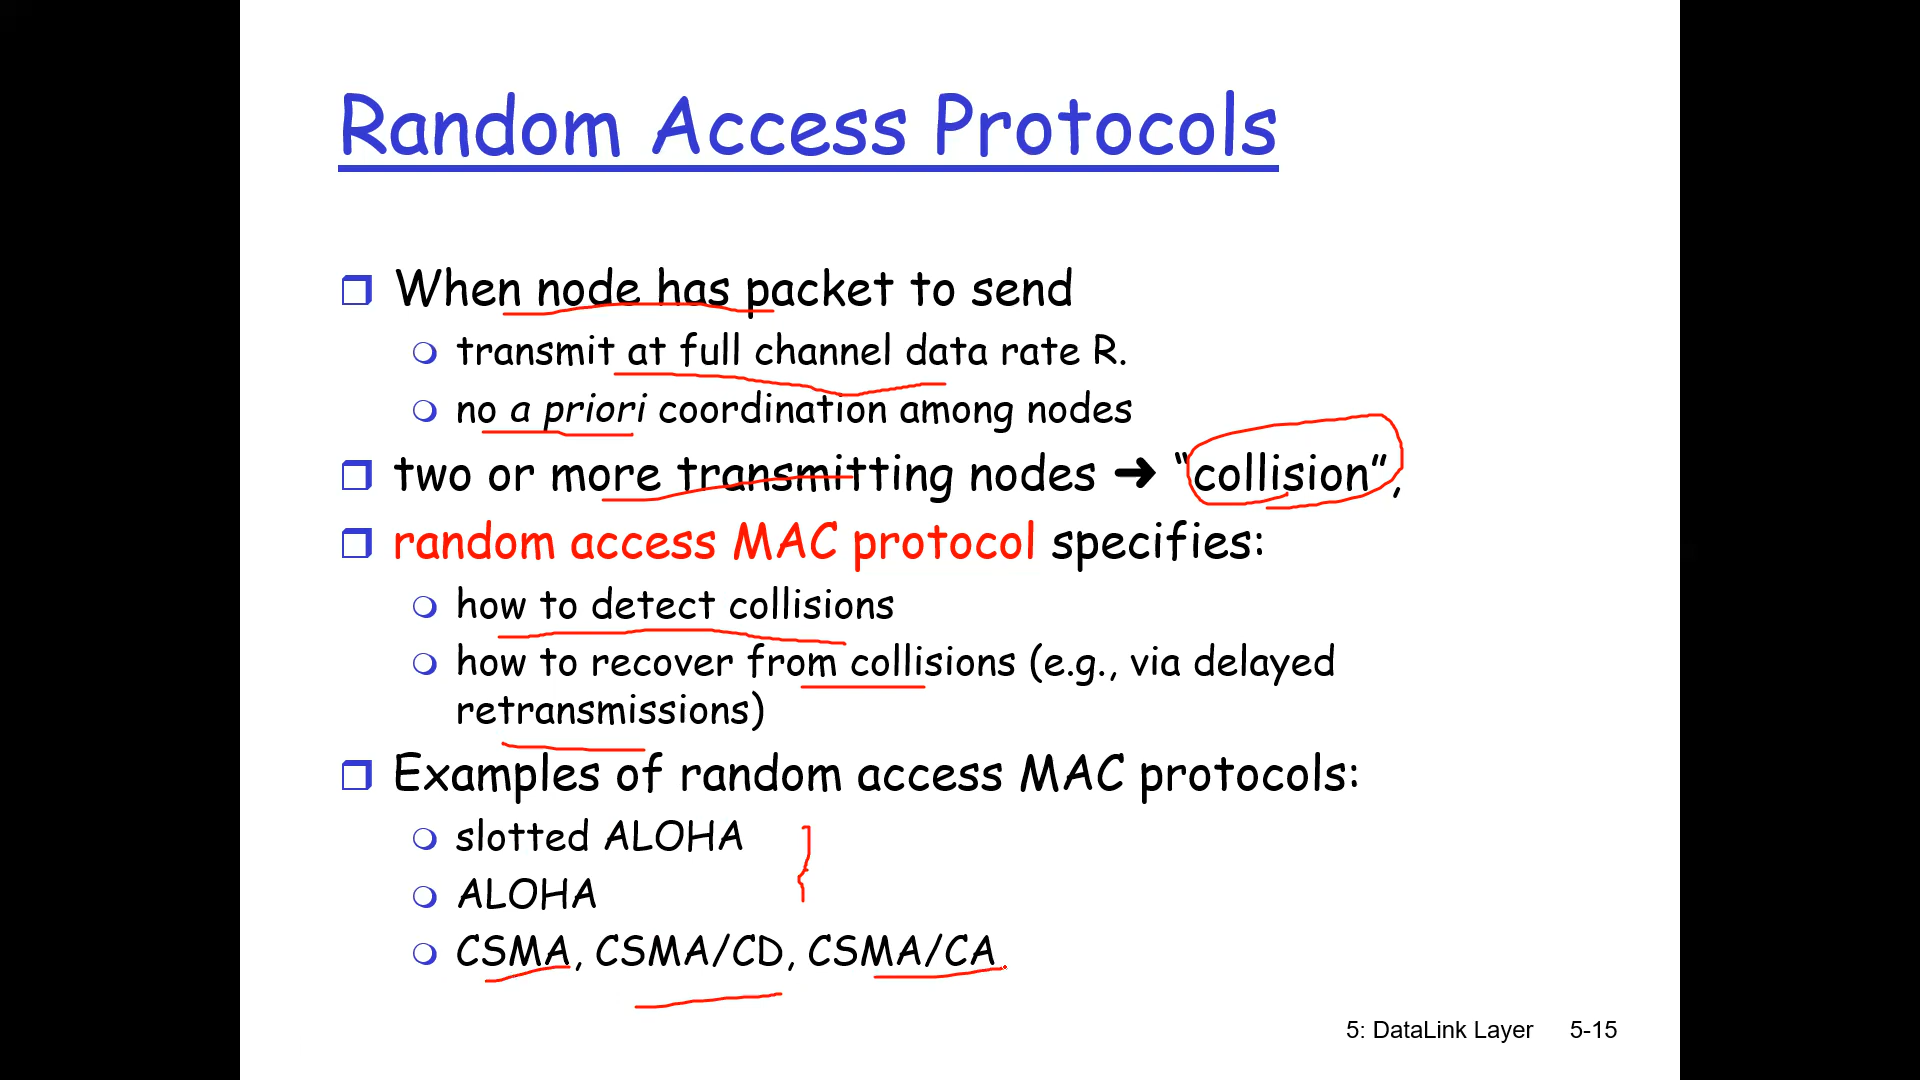 Random Access Protocols
When node has packet to send
transmit at full channel data rate R.
no a priori coordination among nodes
two or more transmitting nodes ➜ “collision”,
random access MAC protocol specifies:
how to detect collisions
how to recover from collisions (e.g., via delayed
retransmissions)
Examples of random access MAC protocols:
slotted ALOHA
ALOHA
CSMA, CSMA/CD, CSMA/CA
5: DataLink Layer 5-15